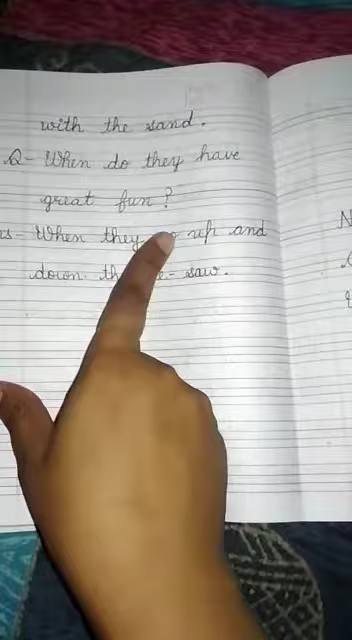 with the sand.
Q- When do they have
great fun?
s- When they up and
down saw.
N